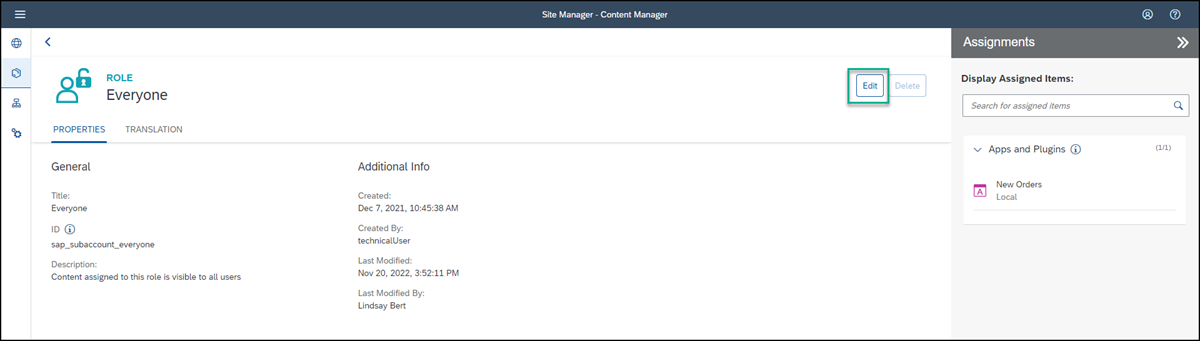 Site Manager - Content Manager
ROLE
Everyone
Edit
Delete
PROPERTIES
TRANSLATION
General
Title:
Everyone
ID
sap_subaccount_everyone
Description:
Content assigned to this role is visible to all users
Additional Info
Created:
Dec 7, 2021, 10:45:38 AM
Created By:
technicalUser
Last Modified:
Nov 20, 2022, 3:52:11 PM
Last Modified By:
Lindsay Bert
Assignments
Display Assigned Items:
Search for assigned items
Apps and Plugins
(1/1)
New Orders
Local